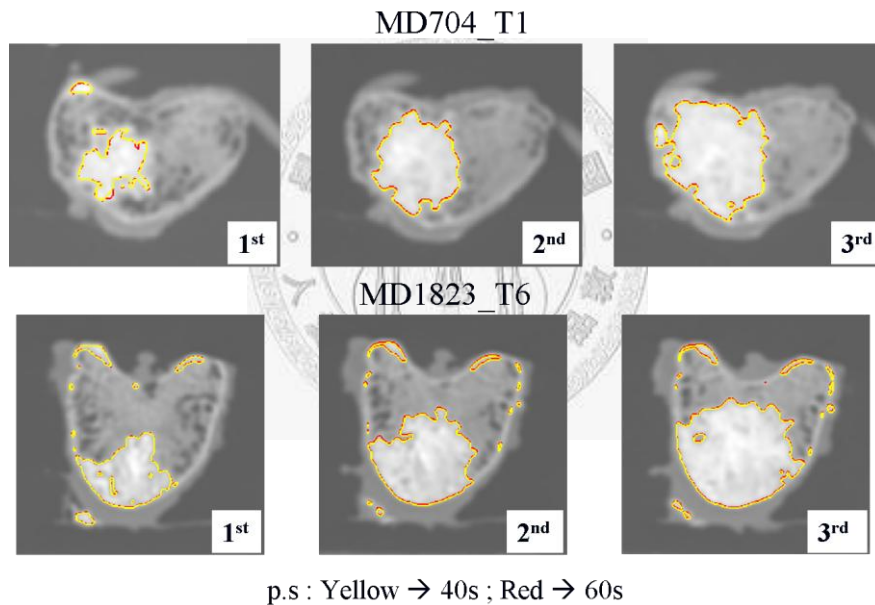 MD704_T1
1st 2nd 3rd
MD1823_T6
1st 2nd 3rd
p.s : Yellow → 40s ; Red → 60s